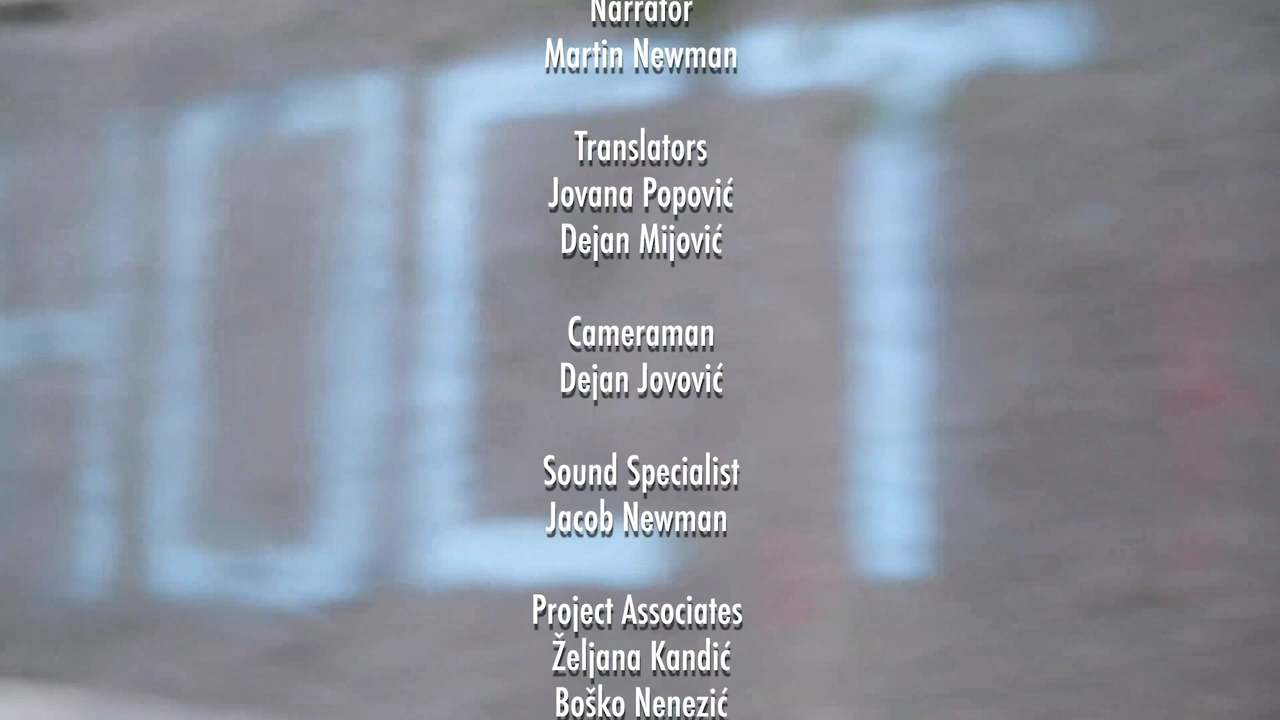 Narrator
Martin Newman
Translators
Jovana Popović
Dejan Mijović
Cameraman
Dejan Jovović
Sound Specialist
Jacob Newman
Project Associates
Željana Kandić
Boško Nenezić
НОСТ